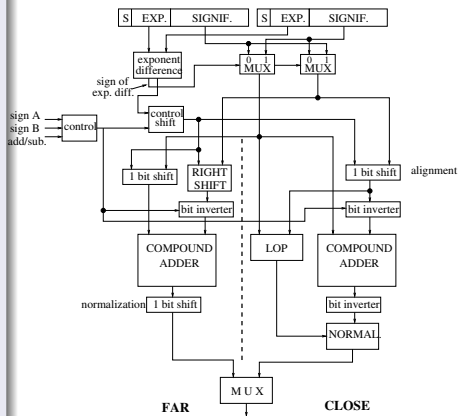 S EXP. SIGNIF. S EXP. SIGNIF.
exponent
difference
0 1
MUX
0 1
MUX
sign of
exp. diff.
sign A
sign B
add/sub.
control
control
shift
1 bit shift
RIGHT
SHIFT
1 bit shift
alignment
bit inverter
bit inverter
COMPOUND
ADDER
LOP
COMPOUND
ADDER
normalization
1 bit shift
bit inverter
NORMAL.
M U X
FAR
CLOSE